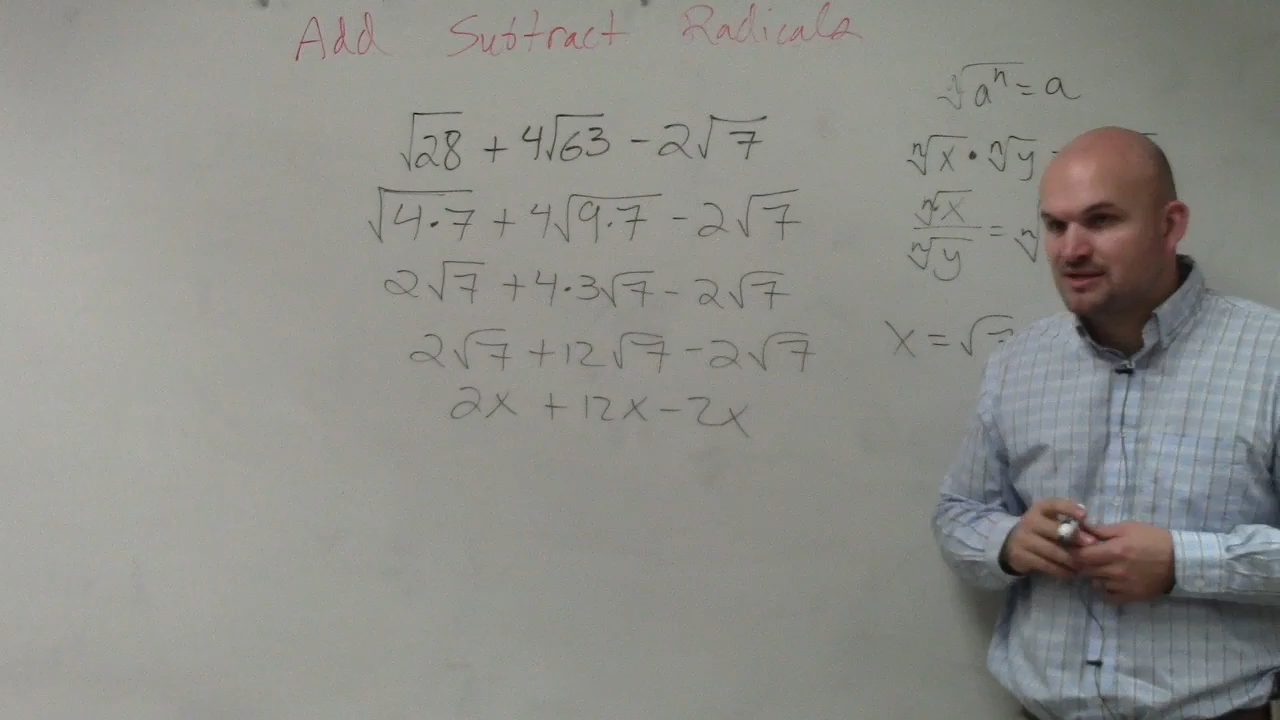 Add Subtract Radicals
√28 + 4√63 - 2√7
√4·7 + 4√9·7 - 2√7
2√7 + 4·3√7 - 2√7
2√7 + 12√7 - 2√7
2x + 12x - 2x
ⁿ√aⁿ = a
ⁿ√x · ⁿ√y
ⁿ√x
ⁿ√y = ⁿ√
x = √7